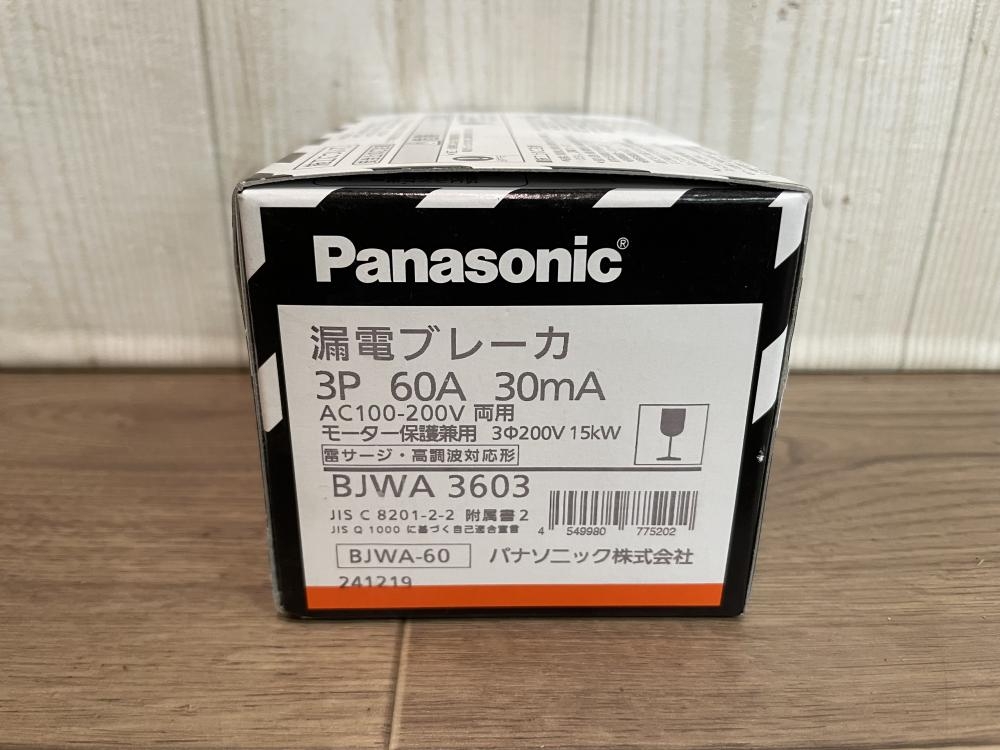 Panasonic®
漏電ブレーカ
3P 60A 30mA
AC100-200V 両用
モーター保護兼用 3Φ200V 15kW
雷サージ・高調波対応形
BJWA 3603
JIS C 8201-2-2 附属書2
JIS Q 1000 に基づく自己適合宣言
4 549980 775202
BJWA-60 パナソニック株式会社
241219